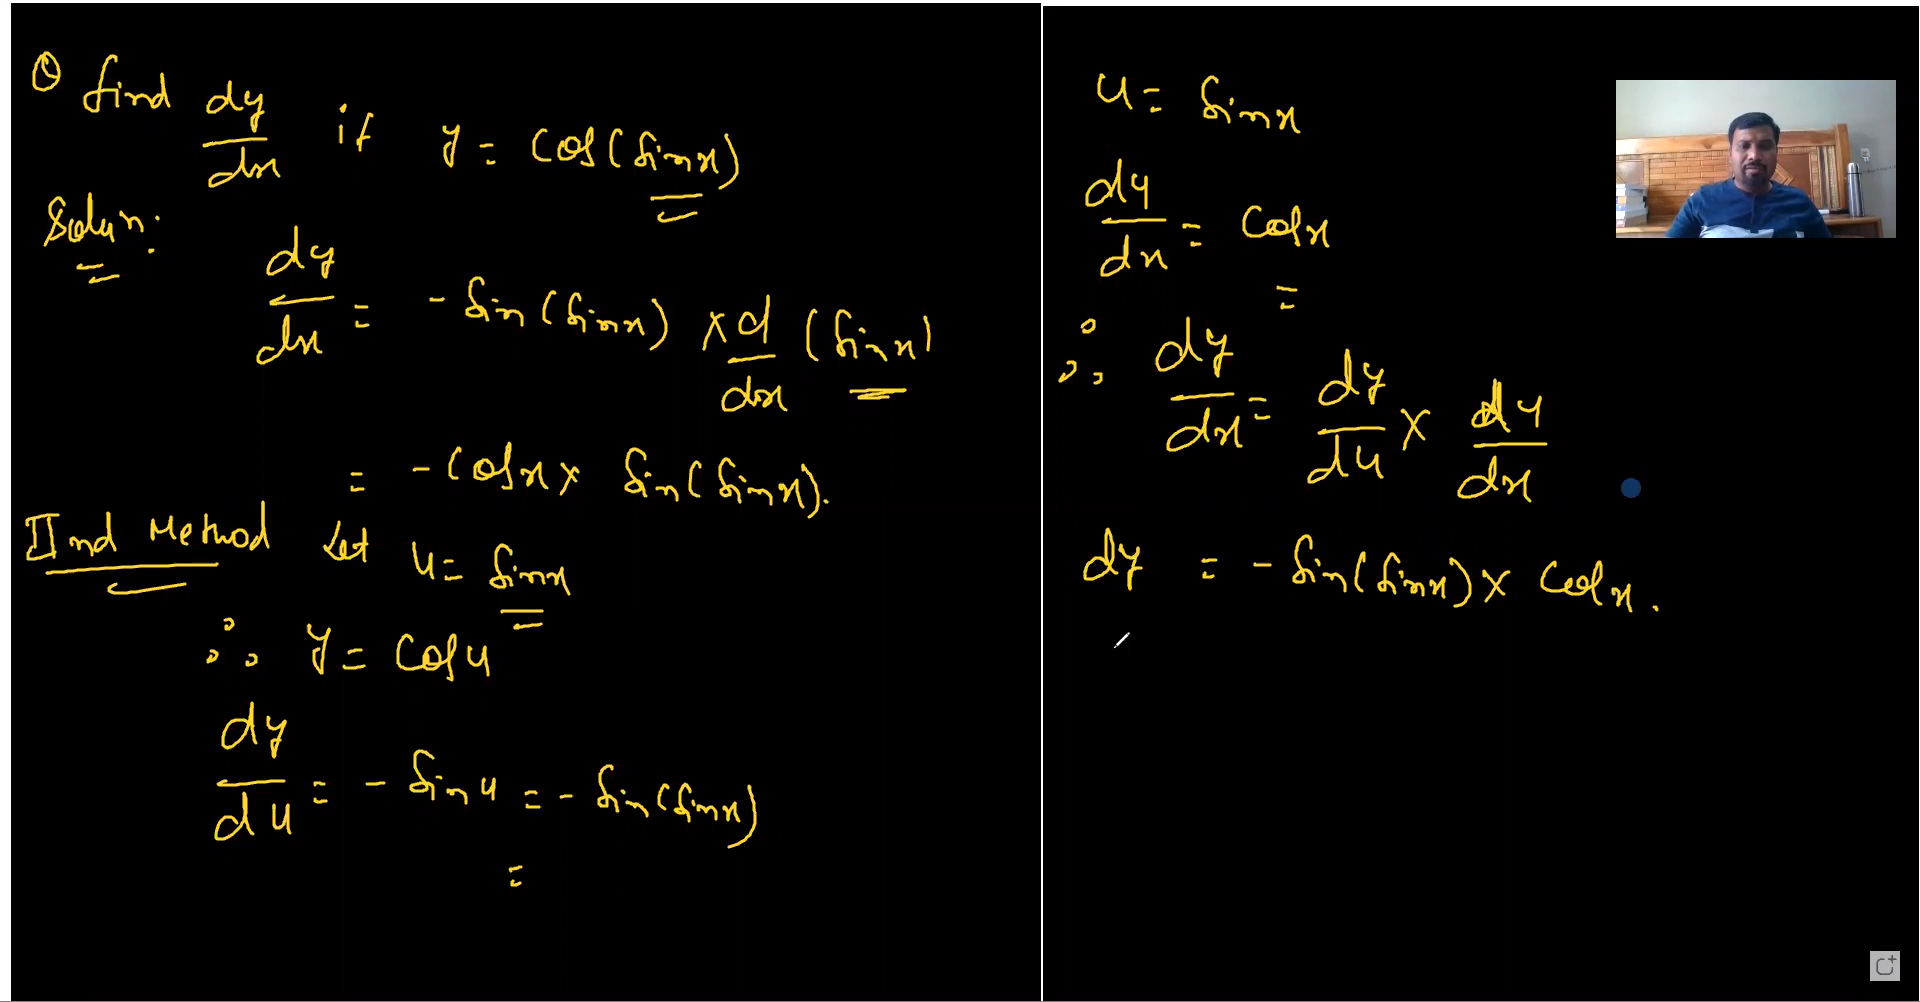 Q find dy/dx if y = cos(sinx)
Solun:
dy/dx = - sin(sinx) × d/dx (sinx)
= - cosx × sin(sinx).
IInd Method Let u = sinx
∴ y = cosu
dy/du = - sinu = - sin(sinx)
=
u = sinx
du/dx = cosx
=
∴ dy/dx = dy/du × du/dx
dy = - sin(sinx) × cosx.